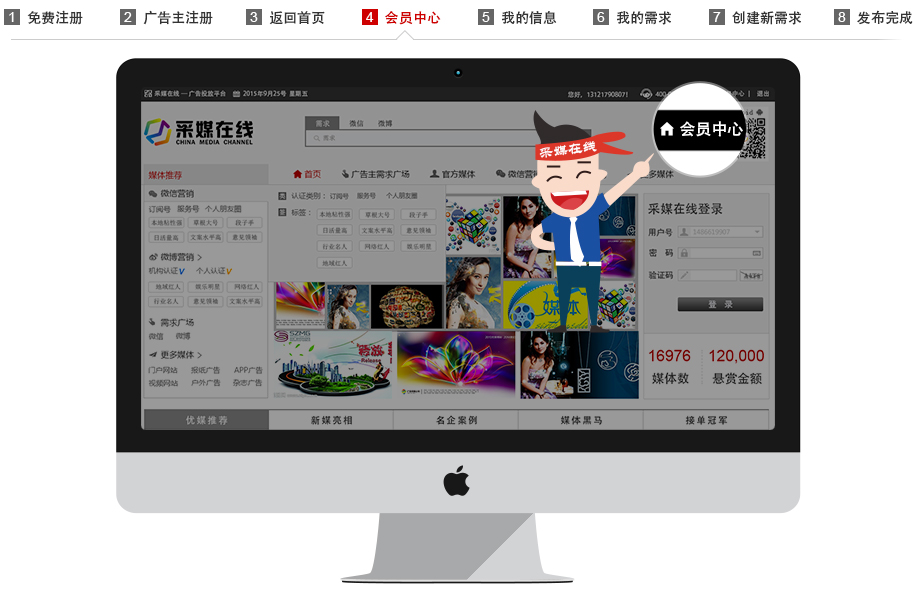 1 免费注册 2 广告主注册 3 返回首页 4 会员中心 5 我的信息 6 我的需求 7 创建新需求 8 发布完成
采媒在线 — 广告投放平台 2015年9月25号 星期五 您好，13121790807! 400 心 | 退出
采媒在线
CHINA MEDIA CHANNEL
需求 微信 微博
需求
会员中心
采媒在线
媒体推荐 首页 广告主需求广场 官方媒体 微信营 更多媒体
微信营销
订阅号 服务号 个人朋友圈
本地粘性强 草根大号 段子手
日活最高 文案水平高 意见领袖
微博营销 >
机构认证V 个人认证V
地域红人 娱乐明星 网络红人
行业名人 意见领袖 文案水平高
需求广场
微信 微博
更多媒体 >
门户网站 报纸广告 APP广告
视频网站 户外广告 杂志广告
认证类别： 订阅号 服务号 个人朋友圈
标签： 本地粘性强 草根大号 段子手
日活最高 文案水平高 意见领袖
行业名人 网络红人 娱乐明星
地域红人
媒体
SZMG
Release
采媒在线登录
用户号 1486619907
密 码
验证码
登 录
16976 120,000
媒体数 悬赏金额
优媒推荐 新媒亮相 名企案例 媒体黑马 接单冠军